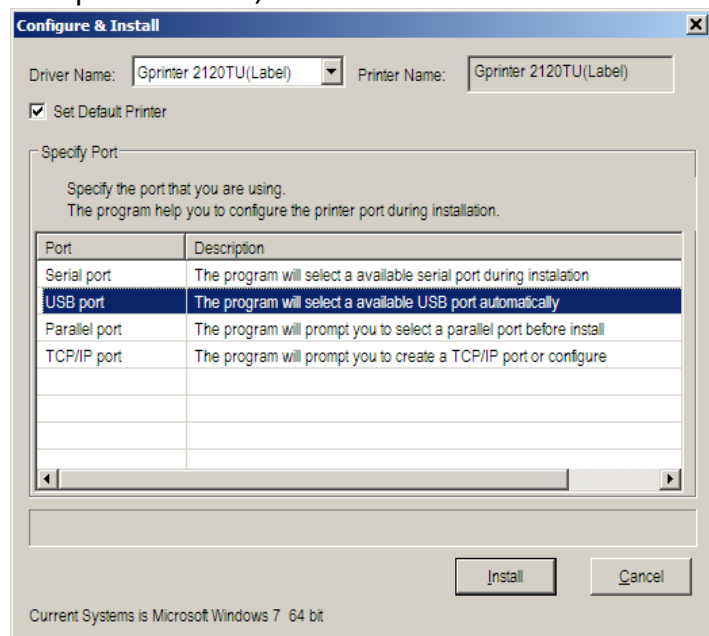 Configure & Install
Driver Name: Gprinter 2120TU(Label) Printer Name: Gprinter 2120TU(Label)
Set Default Printer
Specify Port
Specify the port that you are using.
The program help you to configure the printer port during installation.
Port Description
Serial port The program will select a available serial port during instalation
USB port The program will select a available USB port automatically
Parallel port The program will prompt you to select a parallel port before install
TCP/IP port The program will prompt you to create a TCP/IP port or configure
Install Cancel
Current Systems is Microsoft Windows 7 64 bit